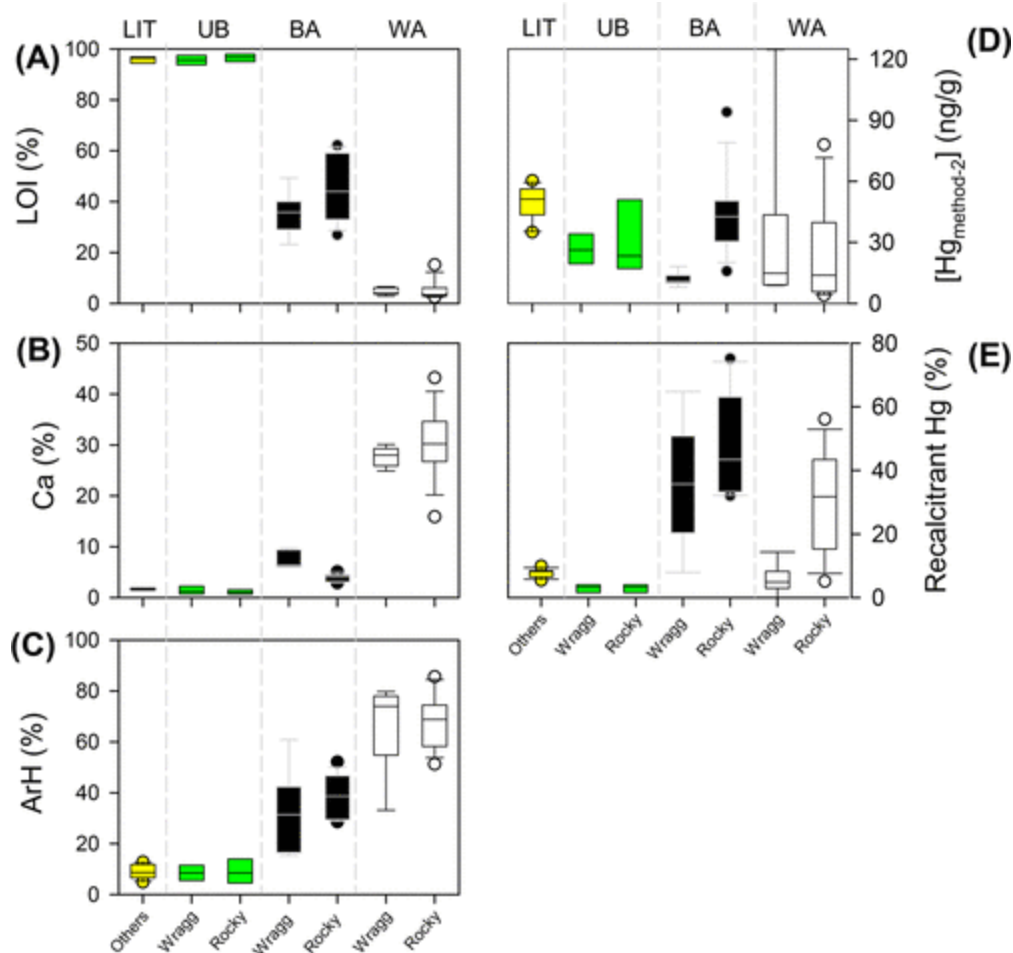 LIT UB BA WA LIT UB BA WA
(A) (D)
100
80
60
40
20
0
LOI (%)
120
90
60
30
0
[Hgmethod-2] (ng/g)
(B) (E)
50
40
30
20
10
0
Ca (%)
80
60
40
20
0
Recalcitrant Hg (%)
Others Wragg Rocky Wragg Rocky Wragg Rocky
(C)
100
80
60
40
20
0
ArH (%)
Others Wragg Rocky Wragg Rocky Wragg Rocky